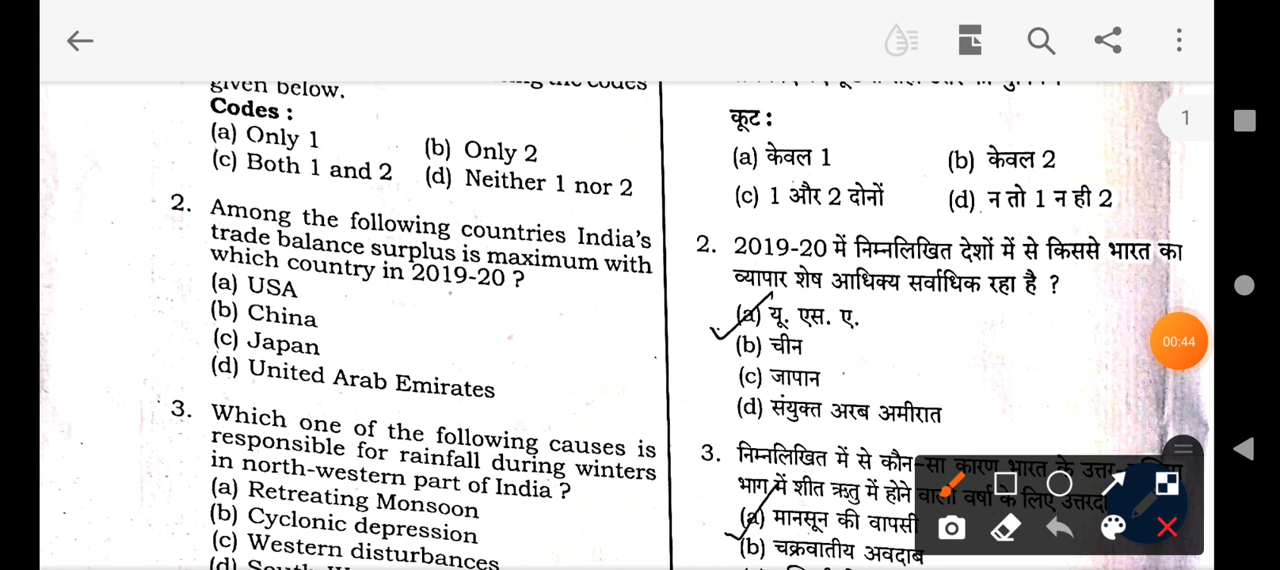 given below.
codes
Codes :
(a) Only 1
(b) Only 2
(c) Both 1 and 2
(d) Neither 1 nor 2
2. Among the following countries India's
trade balance surplus is maximum with
which country in 2019-20 ?
(a) USA
(b) China
(c) Japan
(d) United Arab Emirates
3. Which one of the following causes is
responsible for rainfall during winters
in north-western part of India ?
(a) Retreating Monsoon
(b) Cyclonic depression
(c) Western disturbances
कूट :
(a) केवल 1
(b) केवल 2
(c) 1 और 2 दोनों
(d) न तो 1 न ही 2
2. 2019-20 में निम्नलिखित देशों में से किससे भारत का
व्यापार शेष आधिक्य सर्वाधिक रहा है ?
(a) यू. एस. ए.
(b) चीन
(c) जापान
(d) संयुक्त अरब अमीरात
3. निम्नलिखित में से कौन-सा कारण भारत के
भाग में शीत ऋतु में होने वाली वर्षा के लिए
(a) मानसून की वापसी
(b) चक्रवातीय अवदाब
1
00:44